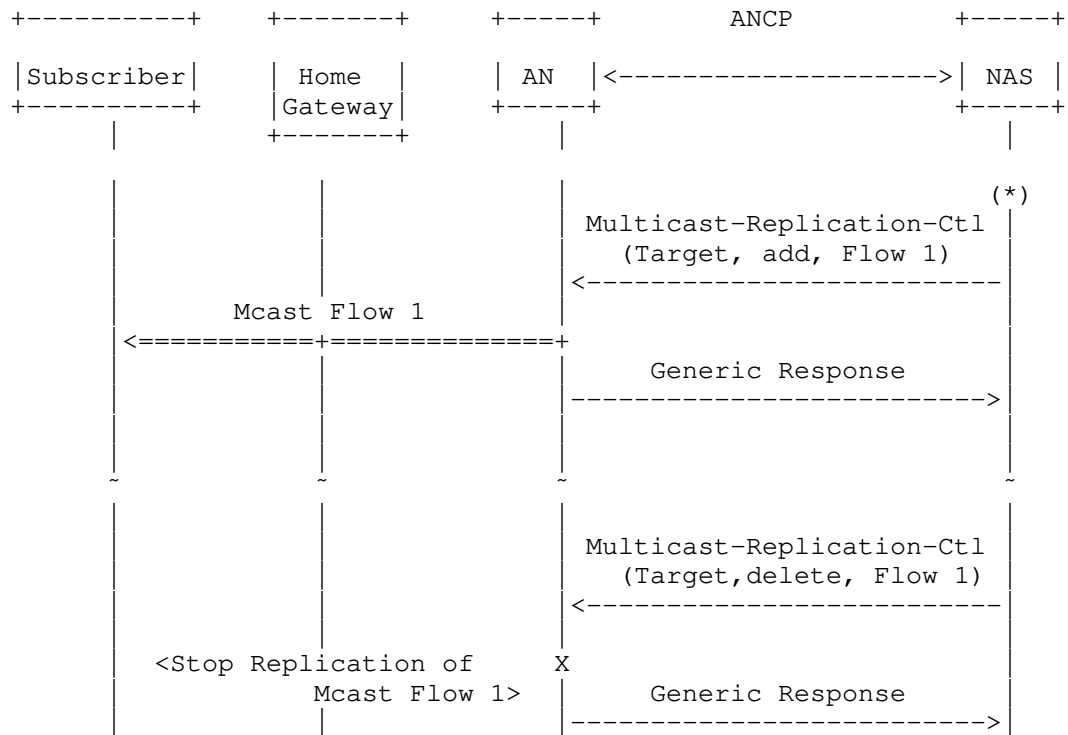 ANCP
Subscriber Home AN NAS
Gateway
(*)
Multicast-Replication-Ctl
(Target, add, Flow 1)
Mcast Flow 1
Generic Response
Multicast-Replication-Ctl
(Target,delete, Flow 1)
<Stop Replication of X
Mcast Flow 1>
Generic Response